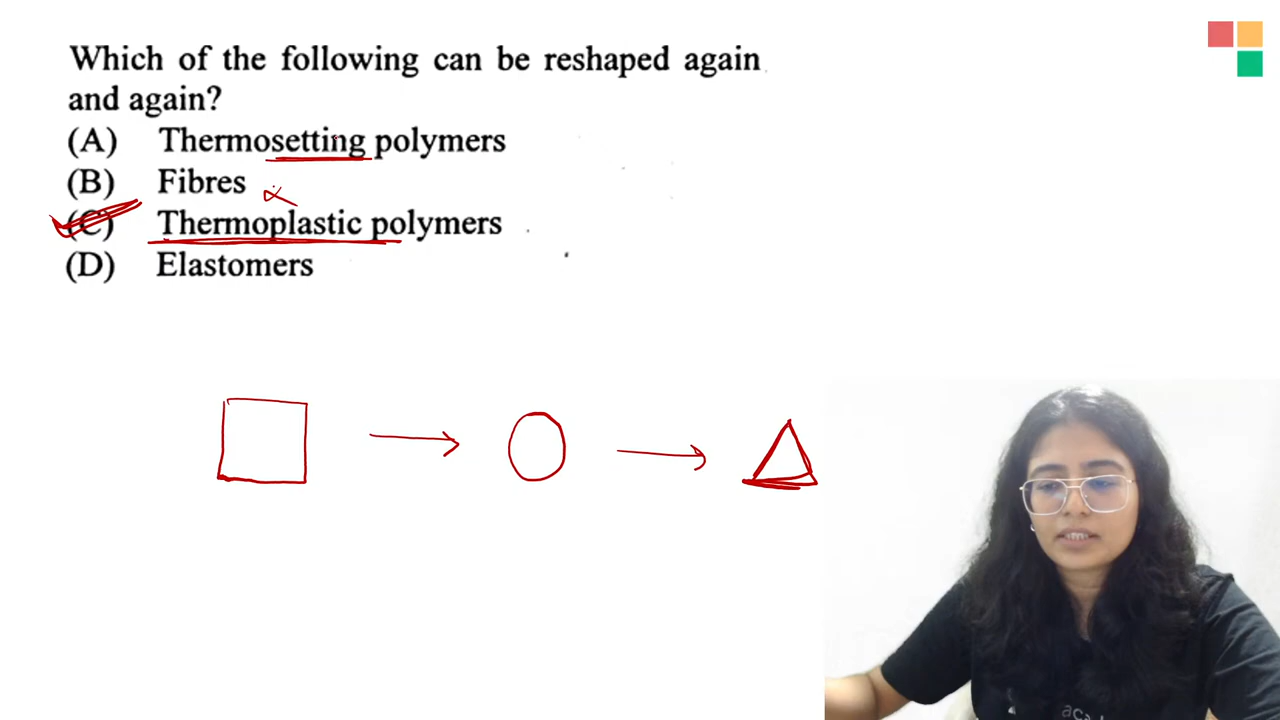 Which of the following can be reshaped again
and again?
(A) Thermosetting polymers
(B) Fibres
(C) Thermoplastic polymers
(D) Elastomers